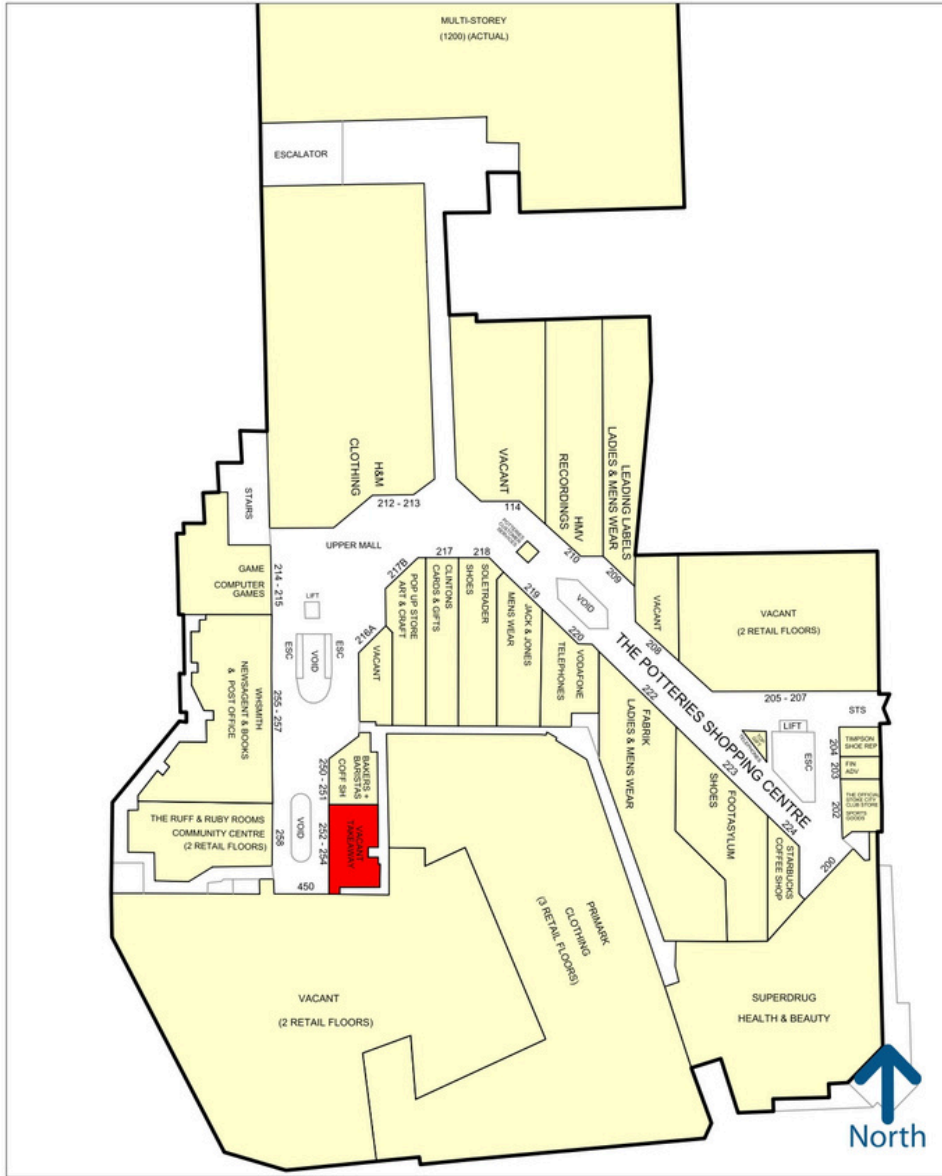 MULTI-STOREY
(1200) (ACTUAL)
ESCALATOR
H&M
CLOTHING
212 - 213
VACANT
114
HMV
RECORDINGS
210
LEADING LABELS
LADIES & MENS WEAR
209
STAIRS
UPPER MALL
POTTERIES
CUSTOMER
SERVICES
GAME
COMPUTER
GAMES
214 - 215
LIFT
ESC
VOID
ESC
217B
217
218
219
220
216A
VACANT
POP UP STORE
ART & CRAFT
CLINTONS
CARDS & GIFTS
SOLETRADER
SHOES
JACK & JONES
MENS WEAR
VODAFONE
TELEPHONES
VOID
VACANT
208
VACANT
(2 RETAIL FLOORS)
205 - 207
STS
THE POTTERIES SHOPPING CENTRE
222
FABRIK
LADIES & MENS WEAR
223
FOOTASYLUM
SHOES
224
STARBUCKS
COFFEE SHOP
LIFT
ESC
TELEPHONES
204
TIMPSON
SHOE REP
203
FIN
ADV
202
THE OFFICIAL
STOKE CITY
CLUB STORE
SPORTS
GOODS
200
WHSMITH
NEWSAGENT & BOOKS
& POST OFFICE
255 - 257
BAKERS +
BARISTAS
COFF SH
250 - 251
THE RUFF & RUBY ROOMS
COMMUNITY CENTRE
(2 RETAIL FLOORS)
258
VOID
252 - 254
VACANT
TAKEAWAY
450
VACANT
(2 RETAIL FLOORS)
PRIMARK
CLOTHING
(3 RETAIL FLOORS)
SUPERDRUG
HEALTH & BEAUTY
North